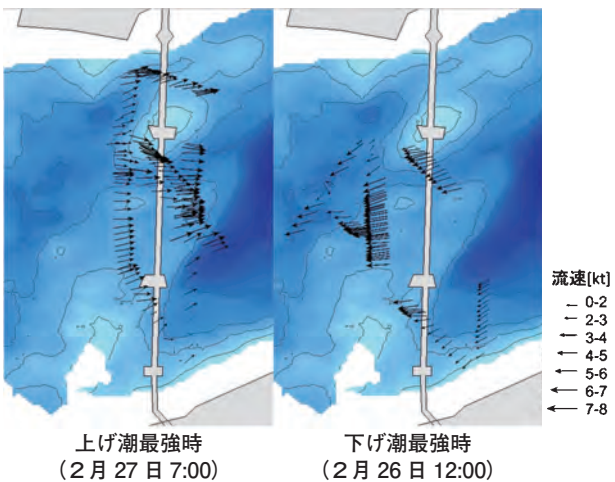 流速[kt]
0-2
2-3
3-4
4-5
5-6
6-7
7-8
上げ潮最強時
(2月27日7:00)
下げ潮最強時
(2月26日12:00)